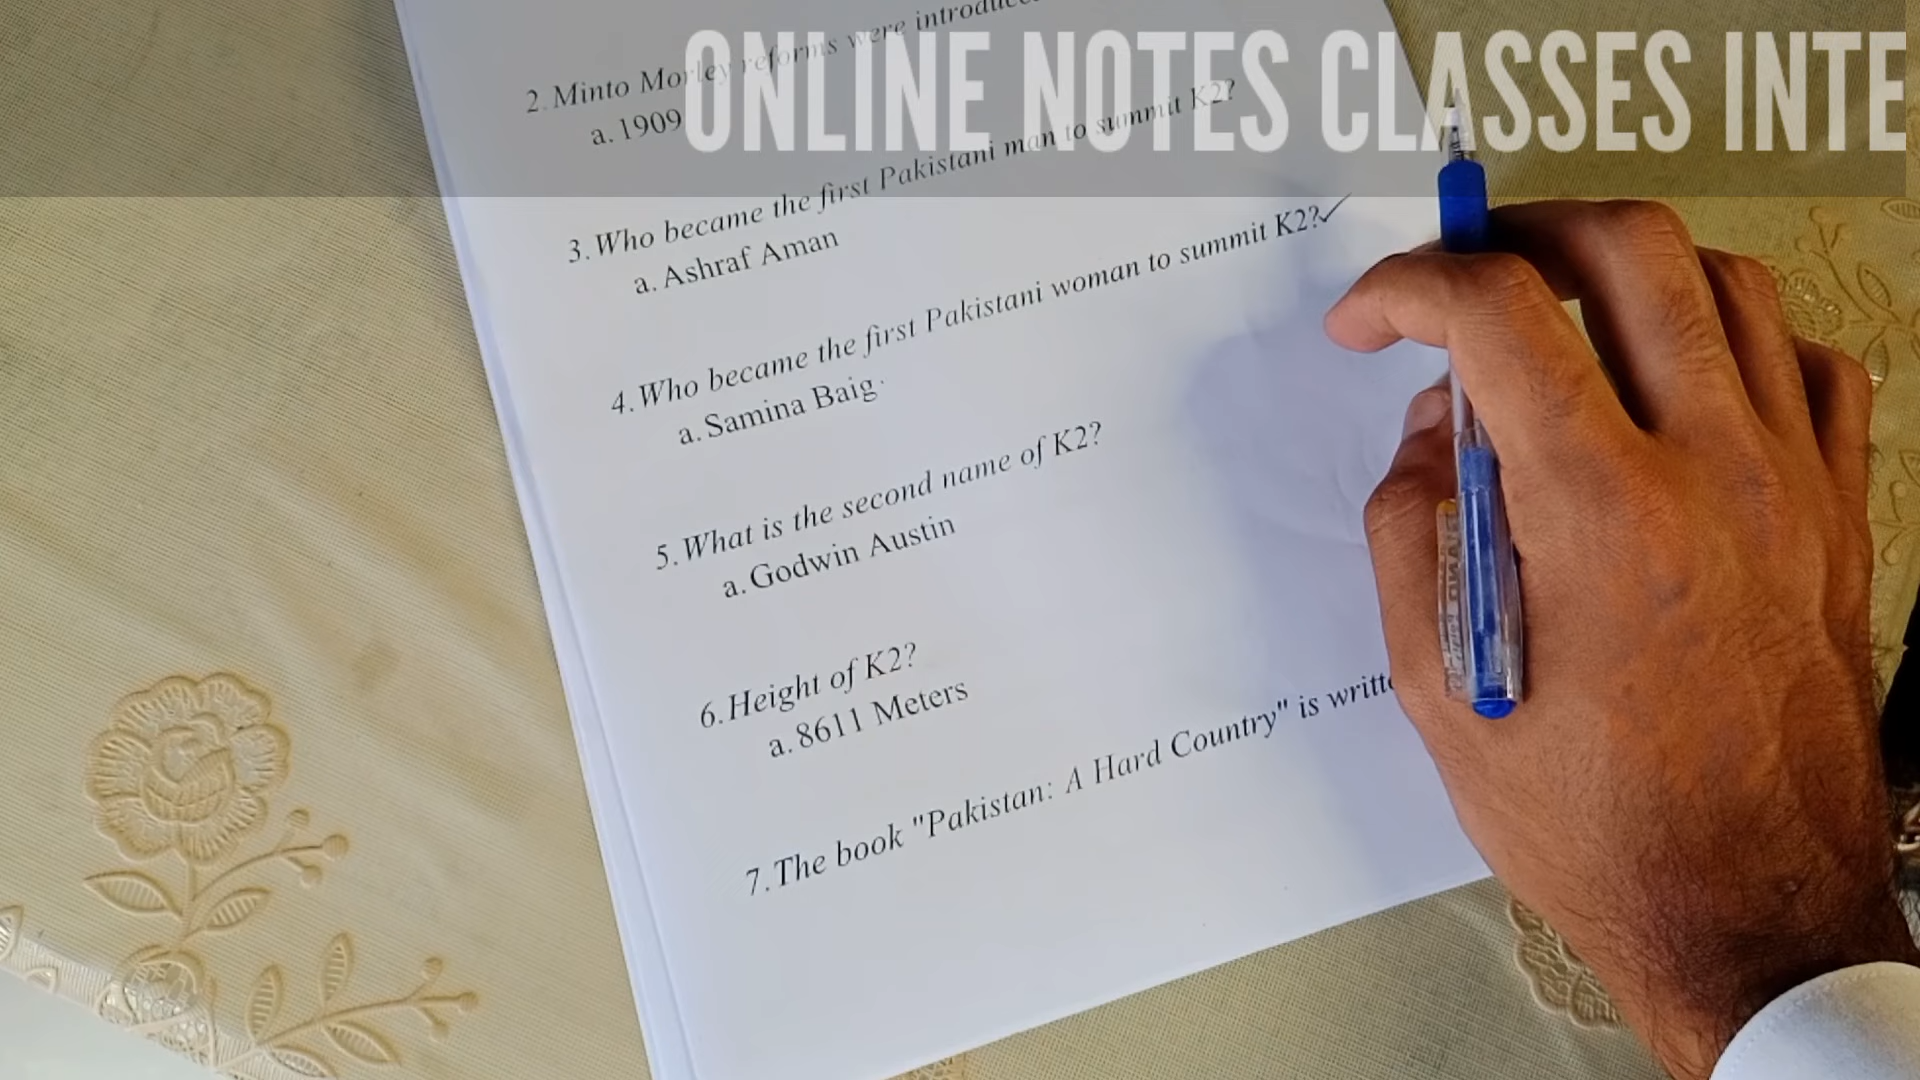 ONLINE NOTES CLASSES INTE
2. Minto Morley reforms were introduced
a. 1909
3. Who became the first Pakistani man to summit K2?
a. Ashraf Aman
4. Who became the first Pakistani woman to summit K2?
a. Samina Baig
5. What is the second name of K2?
a. Godwin Austin
6. Height of K2?
a. 8611 Meters
7. The book "Pakistan: A Hard Country" is writte